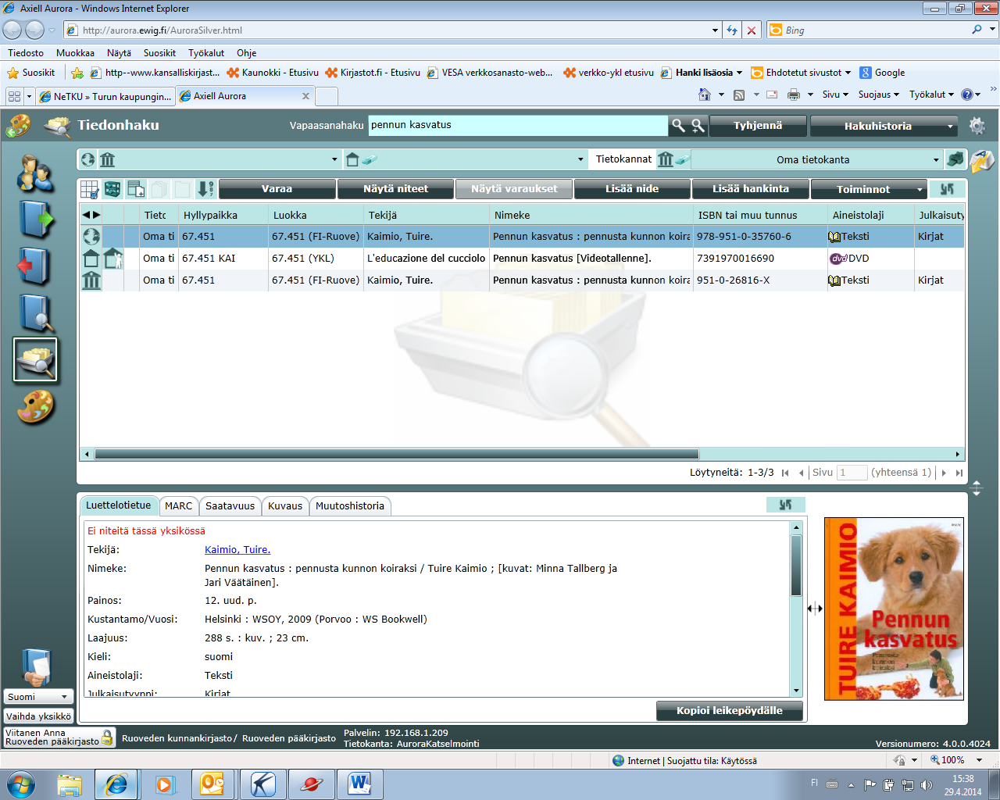 Axiell Aurora - Windows Internet Explorer
http://aurora.ewig.fi/AuroraSilver.html
Bing
Tiedosto Muokkaa Näytä Suosikit Työkalut Ohje
Suosikit http--www.kansalliskirjast... Kaunokki - Etusivu Kirjastot.fi - Etusivu VESA verkkosanasto-web... verkko-ykl etusivu Hanki lisäosia Ehdotetut sivustot Google
NeTKU » Turun kaupungin... Axiell Aurora Sivu Suojaus Työkalut
Tiedonhaku Vapaasanahaku pennun kasvatus Tyhjennä Hakuhistoria
Tietokannat Oma tietokanta
Varaa Näytä niteet Näytä varaukset Lisää nide Lisää hankinta Toiminnot
Tietc Hyllypaikka Luokka Tekijä Nimeke ISBN tai muu tunnus Aineistolaji Julkaisuty
Oma ti 67.451 67.451 (FI-Ruove) Kaimio, Tuire. Pennun kasvatus : pennusta kunnon koira 978-951-0-35760-6 Teksti Kirjat
Oma ti 67.451 KAI 67.451 (YKL) L'educazione del cucciolo Pennun kasvatus [Videotallenne]. 7391970016690 DVD
Oma ti 67.451 67.451 (FI-Ruove) Kaimio, Tuire. Pennun kasvatus : pennusta kunnon koira 951-0-26816-X Teksti Kirjat
Löytyneitä: 1-3/3 Sivu 1 (yhteensä 1)
Luettelotietue MARC Saatavuus Kuvaus Muutoshistoria
Ei niteitä tässä yksikössä
Tekijä: Kaimio, Tuire.
Nimeke: Pennun kasvatus : pennusta kunnon koiraksi / Tuire Kaimio ; [kuvat: Minna Tallberg ja
Jari Väätäinen].
Painos: 12. uud. p.
Kustantamo/Vuosi: Helsinki : WSOY, 2009 (Porvoo : WS Bookwell)
Laajuus: 288 s. : kuv. ; 23 cm.
Kieli: suomi
Aineistolaji: Teksti
Julkaisutyyppi: Kirjat
Kopioi leikepöydälle
TUIRE KAIMIO
Pennun
kasvatus
Pennusta
kunnon
koiraksi
Suomi
Vaihda yksikkö
Viitanen Anna
Ruoveden pääkirjasto
Ruoveden kunnankirjasto/ Ruoveden pääkirjasto
Palvelin: 192.168.1.209
Tietokanta: AuroraKatselmointi
Versionumero: 4.0.0.4024
Internet | Suojattu tila: Käytössä 100%
FI 15:38
29.4.2014